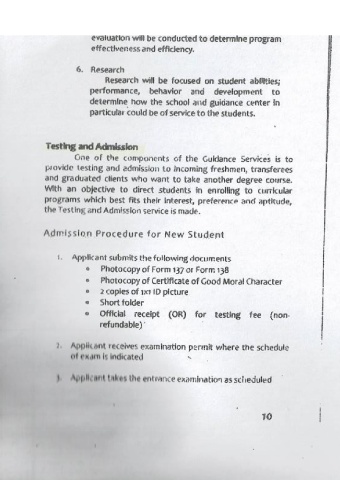 evaluation will be conducted to determine program
effectiveness and efficiency.
6. Research
Research will be focused on student abilities;
performance, behavior and development to
determine how the school and guidance center in
particular could be of service to the students.
Testing and Admission
One of the components of the Guidance Services is to
provide testing and admission to incoming freshmen, transferees
and graduated clients who want to take another degree course.
With an objective to direct students in enrolling to curricular
programs which best fits their interest, preference and aptitude,
the Testing and Admission service is made.
Admission Procedure for New Student
1. Applicant submits the following documents
• Photocopy of Form 137 or Form 138
• Photocopy of Certificate of Good Moral Character
• 2 copies of 1x1 ID picture
• Short folder
• Official receipt (OR) for testing fee (non-
refundable)
2. Applicant receives examination permit where the schedule
of exam is indicated
3. Applicant takes the entrance examination as scheduled
10